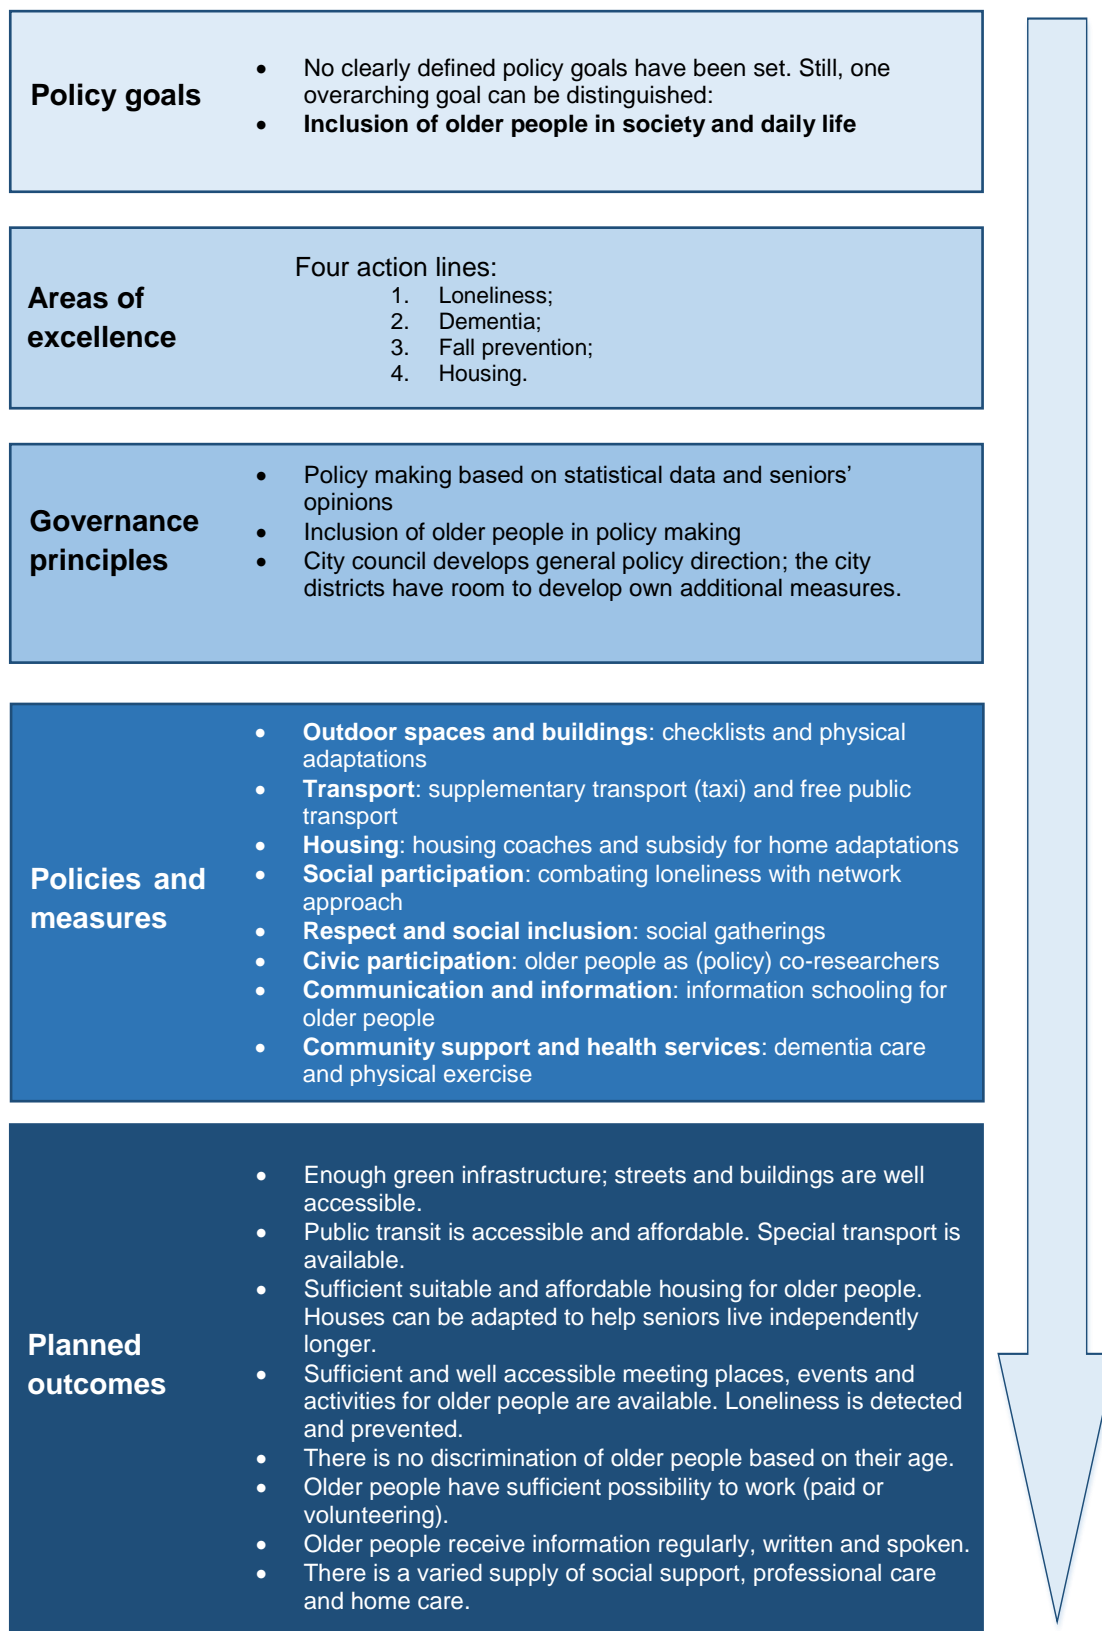 Policy goals
• No clearly defined policy goals have been set. Still, one
overarching goal can be distinguished:
• Inclusion of older people in society and daily life
Areas of
excellence
Four action lines:
1. Loneliness;
2. Dementia;
3. Fall prevention;
4. Housing.
Governance
principles
• Policy making based on statistical data and seniors’
opinions
• Inclusion of older people in policy making
• City council develops general policy direction; the city
districts have room to develop own additional measures.
Policies and
measures
• Outdoor spaces and buildings: checklists and physical
adaptations
• Transport: supplementary transport (taxi) and free public
transport
• Housing: housing coaches and subsidy for home adaptations
• Social participation: combating loneliness with network
approach
• Respect and social inclusion: social gatherings
• Civic participation: older people as (policy) co-researchers
• Communication and information: information schooling for
older people
• Community support and health services: dementia care
and physical exercise
Planned
outcomes
• Enough green infrastructure; streets and buildings are well
accessible.
• Public transit is accessible and affordable. Special transport is
available.
• Sufficient suitable and affordable housing for older people.
Houses can be adapted to help seniors live independently
longer.
• Sufficient and well accessible meeting places, events and
activities for older people are available. Loneliness is detected
and prevented.
• There is no discrimination of older people based on their age.
• Older people have sufficient possibility to work (paid or
volunteering).
• Older people receive information regularly, written and spoken.
• There is a varied supply of social support, professional care
and home care.